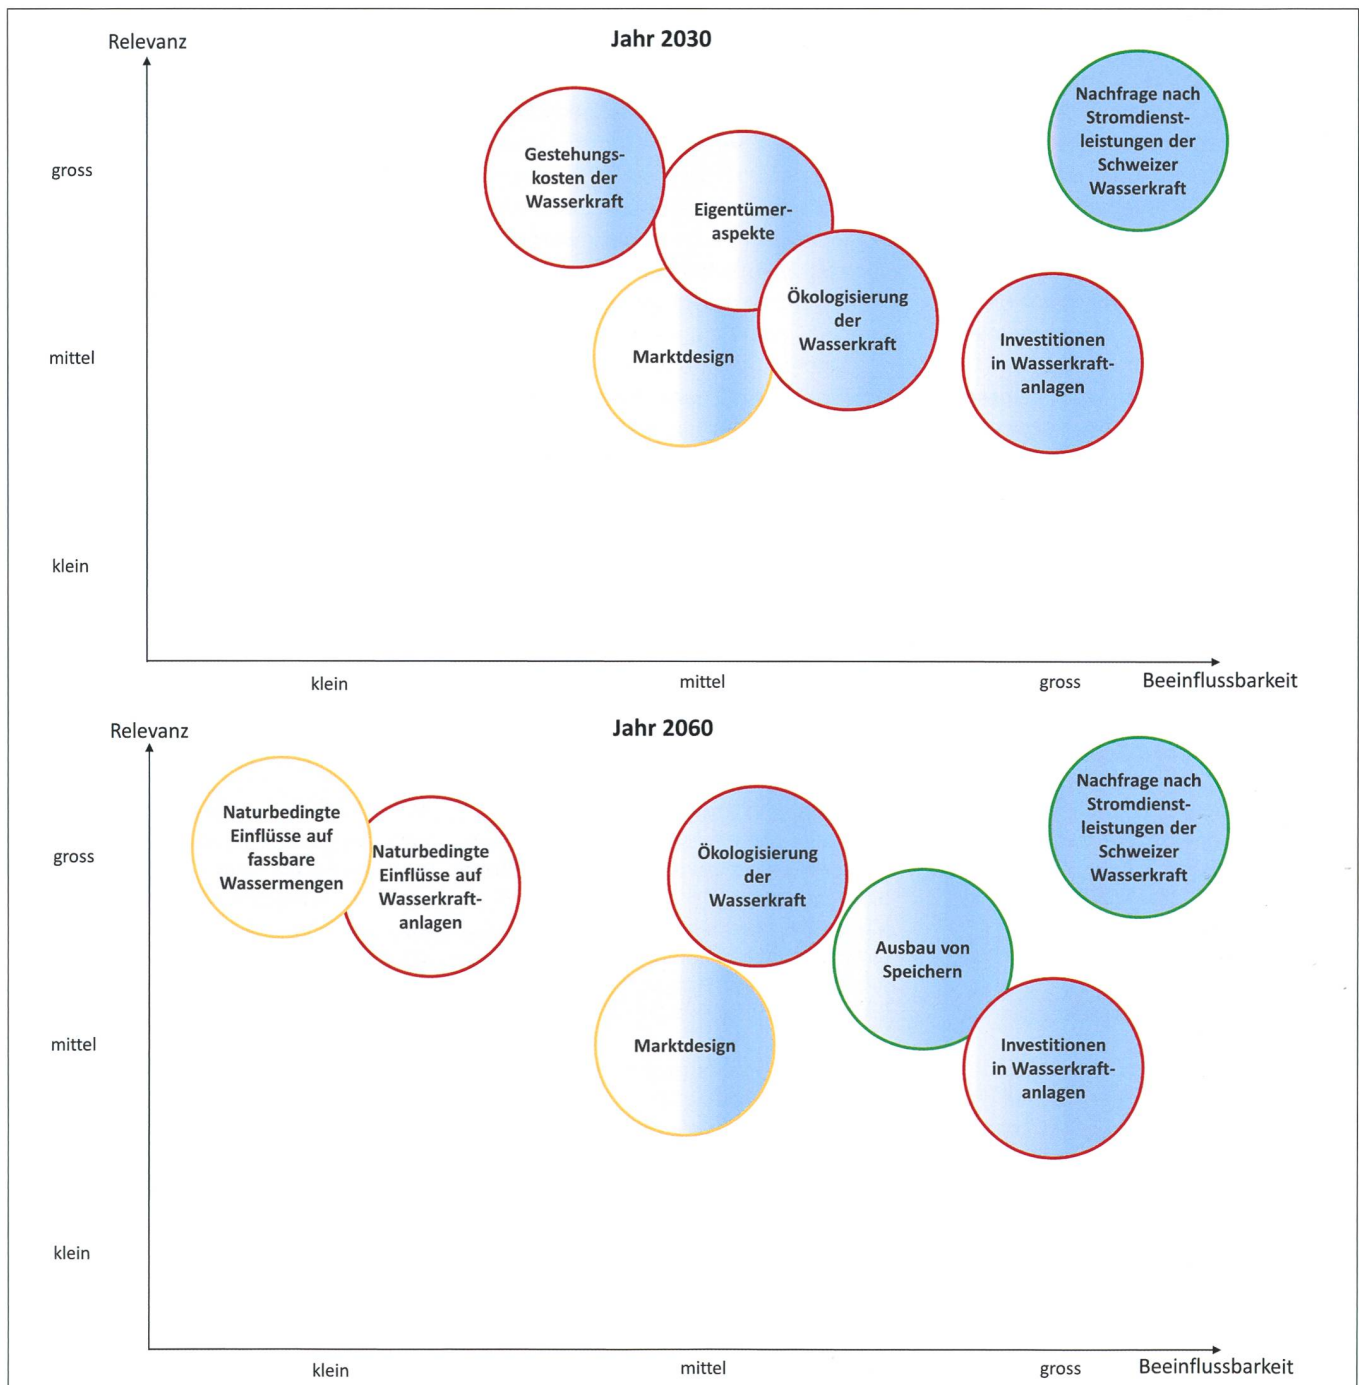 Jahr 2030
Relevanz
gross
mittel
klein
Gestehungs-
kosten der
Wasserkraft
Eigentümer-
aspekte
Marktdesign
Ökologisierung
der
Wasserkraft
Nachfrage nach
Stromdienst-
leistungen der
Schweizer
Wasserkraft
Investitionen
in Wasserkraft-
anlagen
klein
mittel
gross
Beeinflussbarkeit
Jahr 2060
Relevanz
gross
mittel
klein
Naturbedingte
Einflüsse auf
fassbare
Wassermengen
Naturbedingte
Einflüsse auf
Wasserkraft-
anlagen
Ökologisierung
der
Wasserkraft
Marktdesign
Ausbau von
Speichern
Nachfrage nach
Stromdienst-
leistungen der
Schweizer
Wasserkraft
Investitionen
in Wasserkraft-
anlagen
klein
mittel
gross
Beeinflussbarkeit